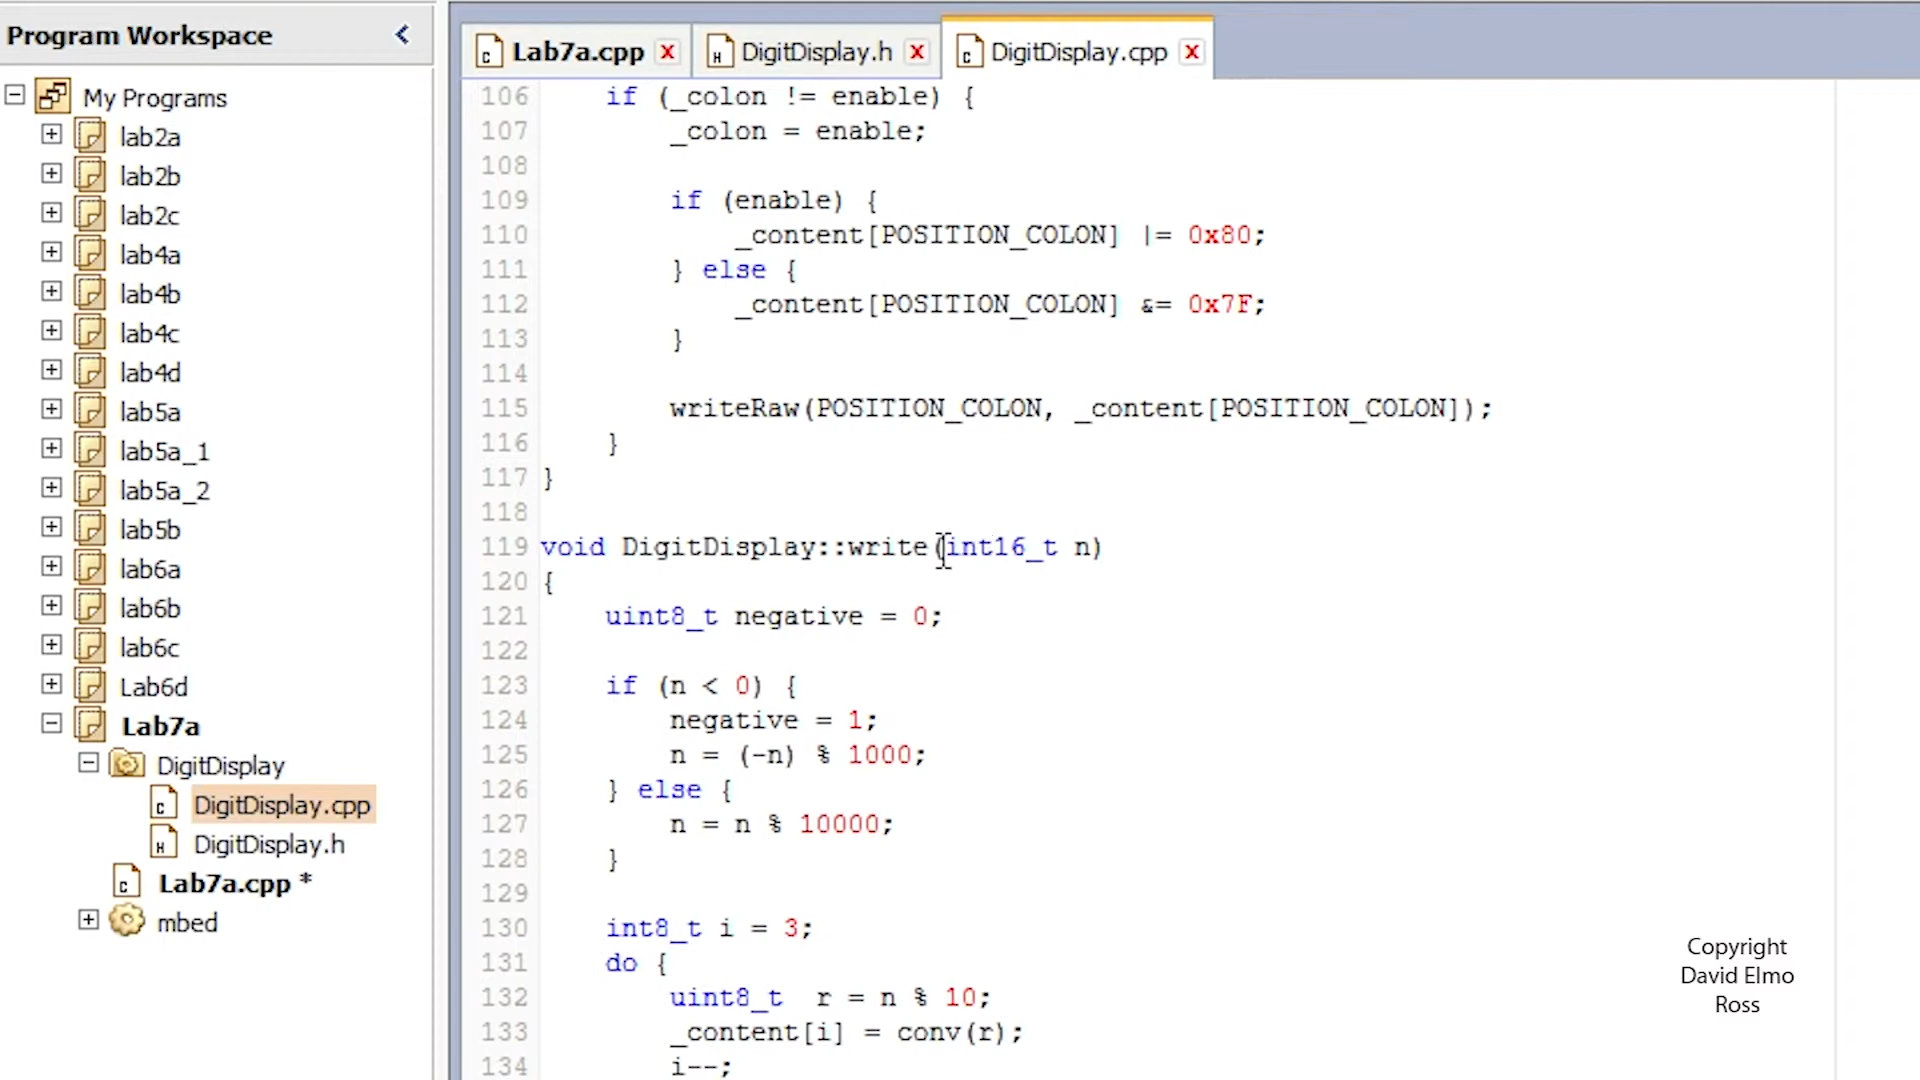 Program Workspace
My Programs
lab2a
lab2b
lab2c
lab4a
lab4b
lab4c
lab4d
lab5a
lab5a_1
lab5a_2
lab5b
lab6a
lab6b
lab6c
Lab6d
Lab7a
DigitDisplay
DigitDisplay.cpp
DigitDisplay.h
Lab7a.cpp *
mbed
Lab7a.cpp x DigitDisplay.h x DigitDisplay.cpp x
106     if (_colon != enable) {
107         _colon = enable;
108
109         if (enable) {
110             _content[POSITION_COLON] |= 0x80;
111         } else {
112             _content[POSITION_COLON] &= 0x7F;
113         }
114
115         writeRaw(POSITION_COLON, _content[POSITION_COLON]);
116     }
117 }
118
119 void DigitDisplay::write(int16_t n)
120 {
121     uint8_t negative = 0;
122
123     if (n < 0) {
124         negative = 1;
125         n = (-n) % 1000;
126     } else {
127         n = n % 10000;
128     }
129
130     int8_t i = 3;
131     do {
132         uint8_t  r = n % 10;
133         _content[i] = conv(r);
134         i--;
Copyright
David Elmo
Ross